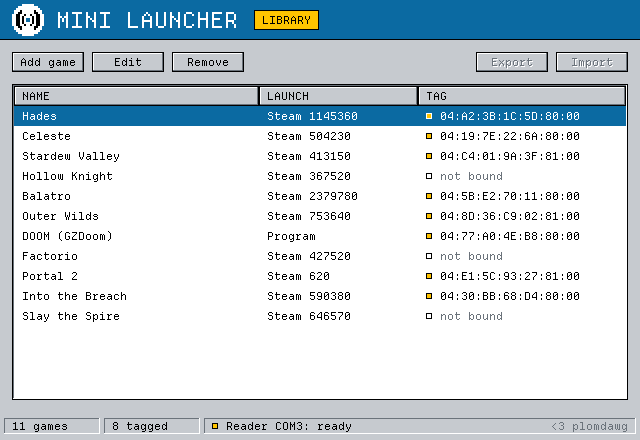 MINI LAUNCHER LIBRARY
Add game Edit Remove Export Import
NAME LAUNCH TAG
Hades Steam 1145360 04:A2:3B:1C:5D:80:00
Celeste Steam 504230 04:19:7E:22:6A:80:00
Stardew Valley Steam 413150 04:C4:01:9A:3F:81:00
Hollow Knight Steam 367520 not bound
Balatro Steam 2379780 04:5B:E2:70:11:80:00
Outer Wilds Steam 753640 04:8D:36:C9:02:81:00
DOOM (GZDoom) Program 04:77:A0:4E:B8:80:00
Factorio Steam 427520 not bound
Portal 2 Steam 620 04:E1:5C:93:27:81:00
Into the Breach Steam 590380 04:30:BB:68:D4:80:00
Slay the Spire Steam 646570 not bound
11 games 8 tagged Reader COM3: ready <3 plomdawg